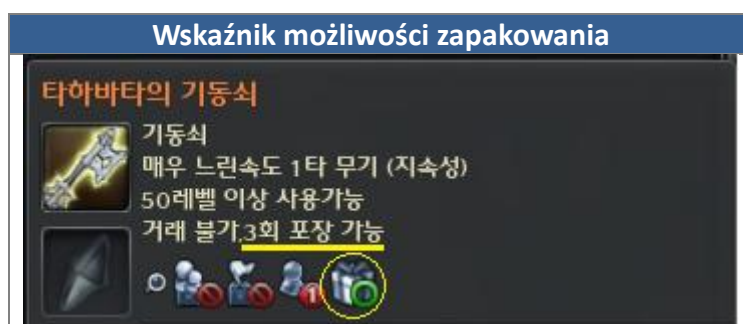 Wskaźnik możliwości zapakowania
타하바타의 기동쇠
기동쇠
매우 느린속도 1타 무기 (지속성)
50레벨 이상 사용가능
거래 불가,3회 포장 가능
1